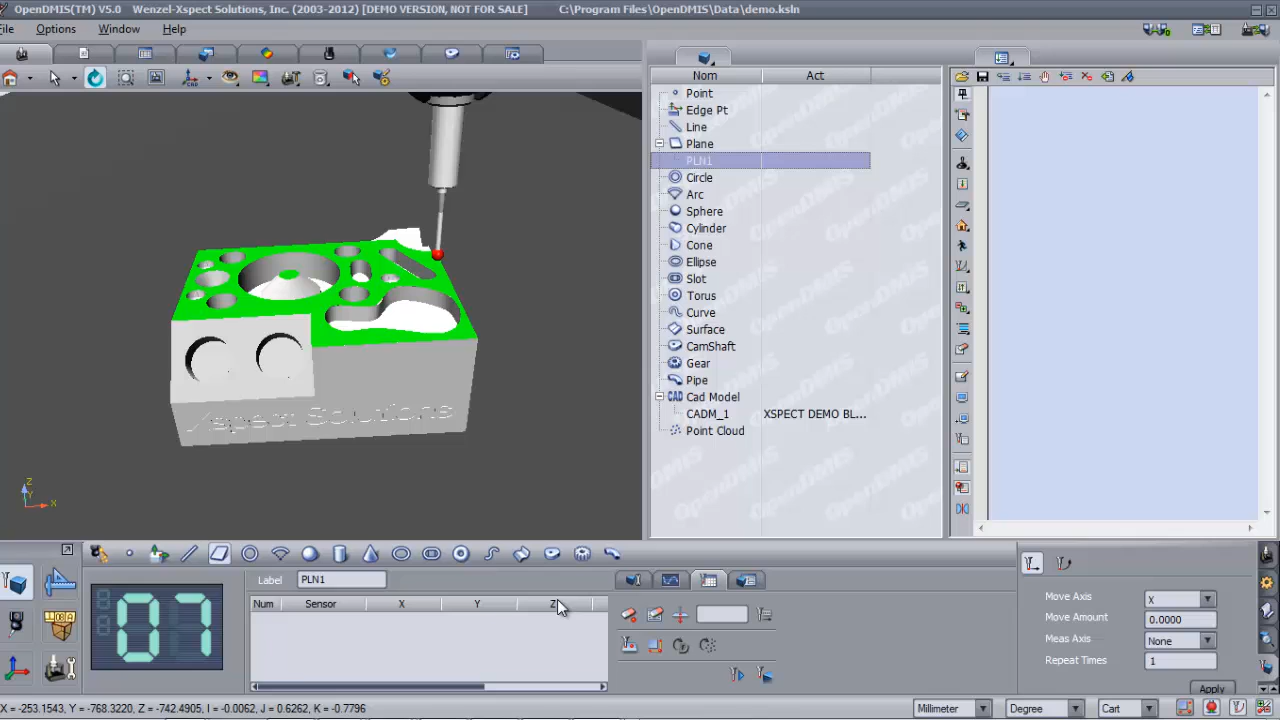 OpenDMIS(TM) V5.0 Wenzel-Xspect Solutions, Inc. (2003-2012) [DEMO VERSION, NOT FOR SALE] C:\Program Files\OpenDMIS\Data\demo.ksln
File Options Window Help
Nom Act
Point
Edge Pt
Line
Plane
PLN1
Circle
Arc
Sphere
Cylinder
Cone
Ellipse
Slot
Torus
Curve
Surface
CamShaft
Gear
Pipe
CAD Cad Model
CADM_1 XSPECT DEMO BL...
Point Cloud
Xspect Solutions
Z
Y
X
Label PLN1
Num Sensor X Y Z
07
Move Axis X
Move Amount 0.0000
Meas Axis None
Repeat Times 1
Apply
X = -253.1543, Y = -768.3220, Z = -742.4905, I = -0.0062, J = 0.6262, K = -0.7796
Millimeter Degree Cart